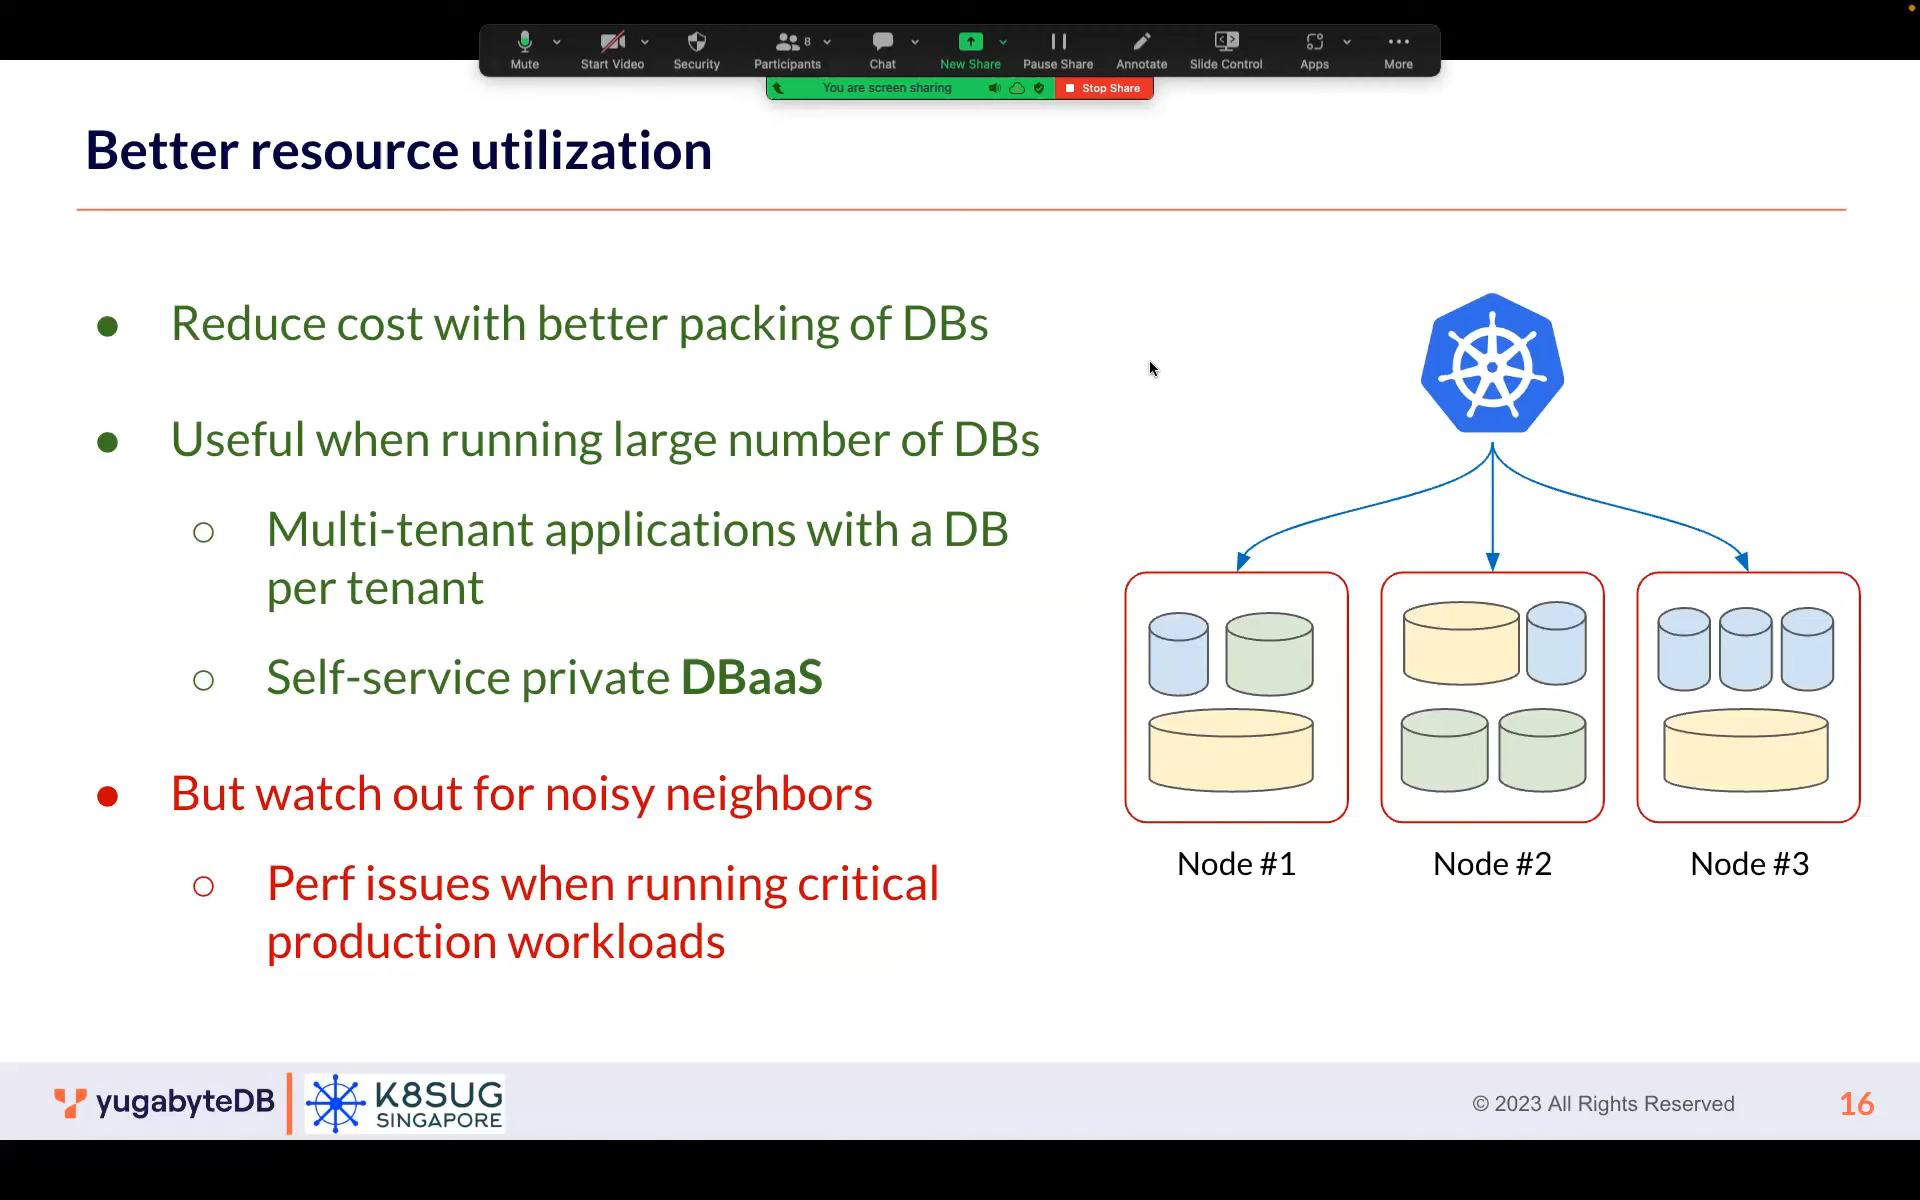 Mute
Start Video
Security
Participants 8
Chat
New Share
Pause Share
Annotate
Slide Control
Apps
More
You are screen sharing
Stop Share
Better resource utilization
● Reduce cost with better packing of DBs
● Useful when running large number of DBs
○ Multi-tenant applications with a DB
per tenant
○ Self-service private DBaaS
● But watch out for noisy neighbors
○ Perf issues when running critical
production workloads
Node #1
Node #2
Node #3
yugabyteDB
K8SUG
SINGAPORE
© 2023 All Rights Reserved
16